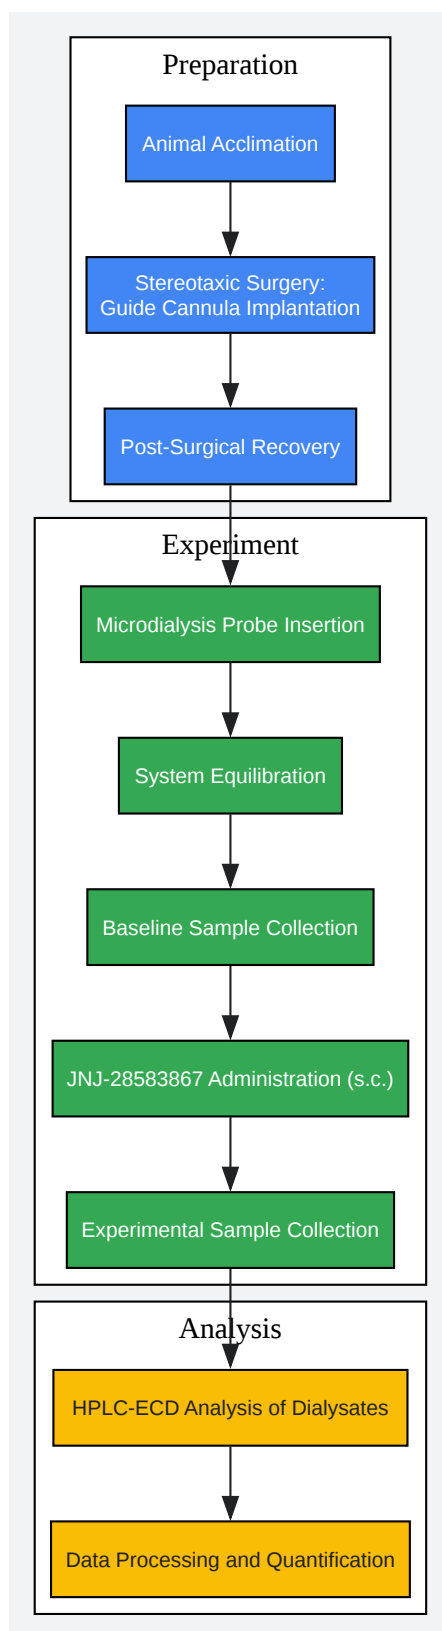 Preparation
Animal Acclimation
Stereotaxic Surgery:
Guide Cannula Implantation
Post-Surgical Recovery
Experiment
Microdialysis Probe Insertion
System Equilibration
Baseline Sample Collection
JNJ-28583867 Administration (s.c.)
Experimental Sample Collection
Analysis
HPLC-ECD Analysis of Dialysates
Data Processing and Quantification